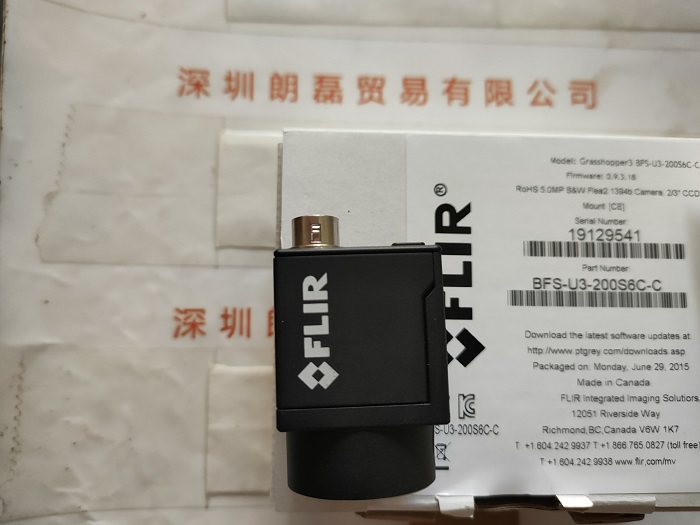 深圳朗磊贸易有限公司
深圳朗
FLIR
FLIR®
Model: Grasshopper3 BFS-U3-200S6C-C
Firmware: 0.9.3.16
RoHS 5.0MP B&W Flea2 1394b Camera 2/3" CCD
Mount [CE]
Serial Number:
19129541
Part Number
BFS-U3-200S6C-C
Download the latest software updates at
http://www.ptgrey.com/downloads.asp
Packaged on: Monday, June 29, 2015
Made in Canada
FLIR Integrated Imaging Solutions,
12051 Riverside Way
Richmond,BC,Canada V6W 1K7
T +1 604.242.9937 T +1 866.765.0827 (toll free)
T +1 604 242 9938 www.flir.com/mv
S-U3-200S6C-C